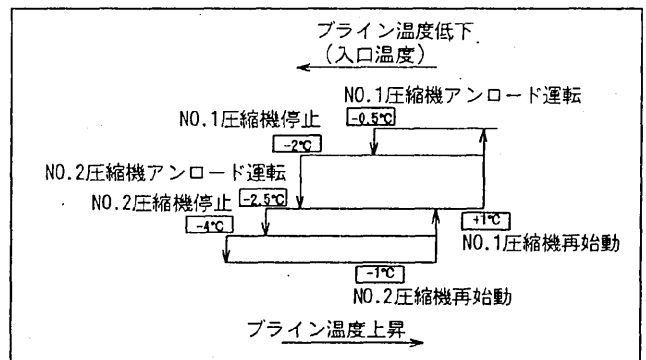 ブライン温度低下
(入口温度)
NO.1圧縮機アンロード運転
-0.5℃
NO.1圧縮機停止
-2℃
NO.2圧縮機アンロード運転
-2.5℃
NO.2圧縮機停止
-4℃
+1℃
NO.1圧縮機再始動
-1℃
NO.2圧縮機再始動
ブライン温度上昇